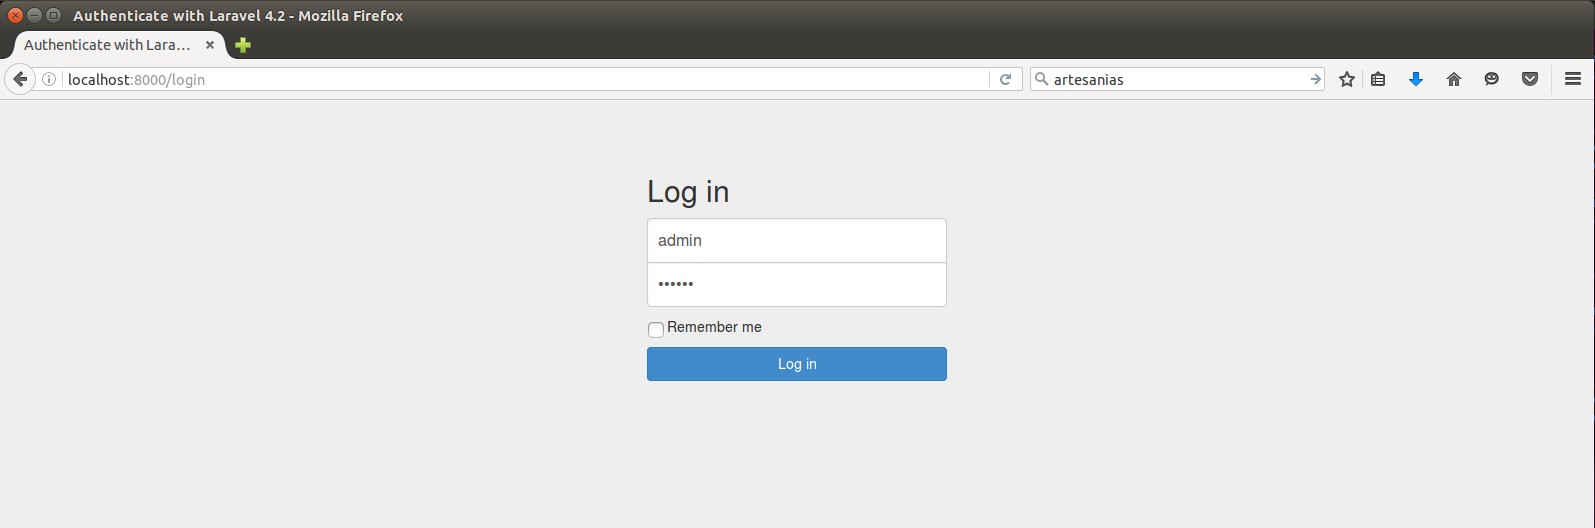 Authenticate with Laravel 4.2 - Mozilla Firefox
Authenticate with Lara...
localhost:8000/login
artesanias
Log in
admin
••••••
Remember me
Log in